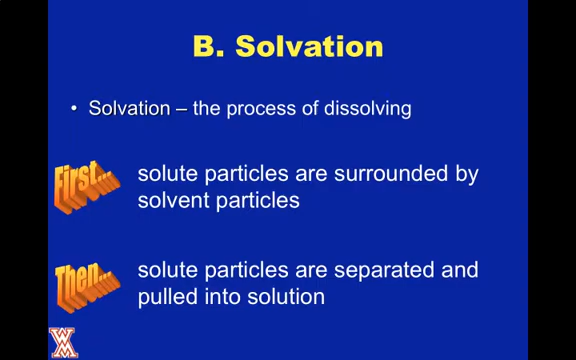 B. Solvation
• Solvation – the process of dissolving
First...
solute particles are surrounded by
solvent particles
Then...
solute particles are separated and
pulled into solution
WM